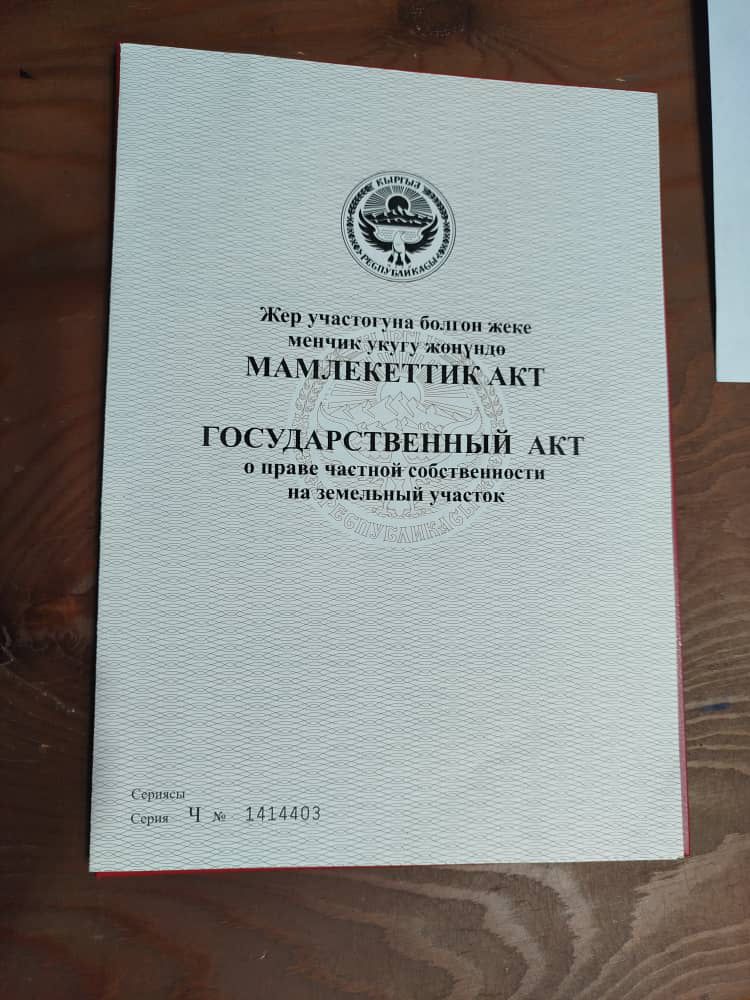 КЫРГЫЗ
РЕСПУБЛИКАСЫ
Жер участогуна болгон жеке
менчик укугу жөнүндө
МАМЛЕКЕТТИК АКТ
ГОСУДАРСТВЕННЫЙ АКТ
о праве частной собственности
на земельный участок
РЕСПУБЛИКАСЫ
Сериясы
Серия Ч № 1414403